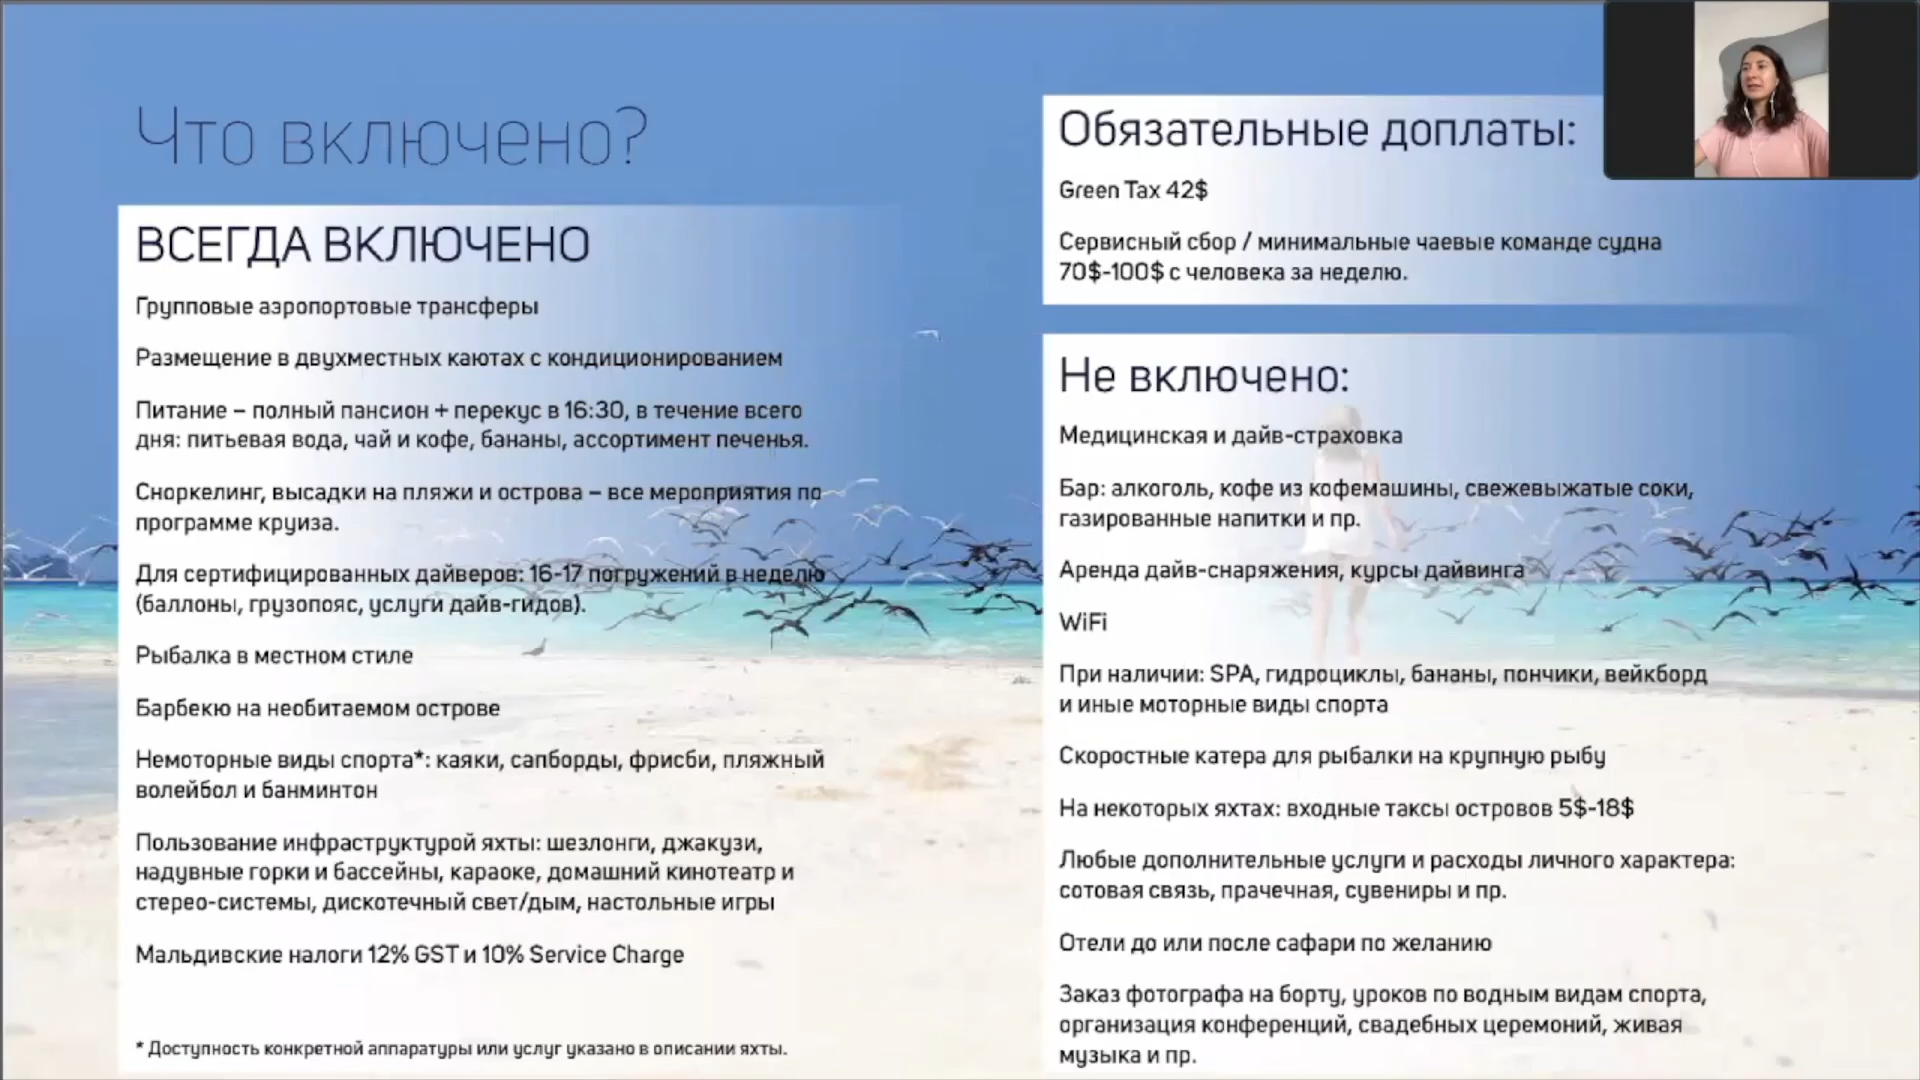 Что включено?
ВСЕГДА ВКЛЮЧЕНО
Групповые аэропортовые трансферы
Размещение в двухместных каютах с кондиционированием
Питание – полный пансион + перекус в 16:30, в течение всего
дня: питьевая вода, чай и кофе, бананы, ассортимент печенья.
Сноркелинг, высадки на пляжи и острова – все мероприятия по
программе круиза.
Для сертифицированных дайверов: 16-17 погружений в неделю
(баллоны, грузопояс, услуги дайв-гидов).
Рыбалка в местном стиле
Барбекю на необитаемом острове
Немоторные виды спорта*: каяки, сапборды, фрисби, пляжный
волейбол и банминтон
Пользование инфраструктурой яхты: шезлонги, джакузи,
надувные горки и бассейны, караоке, домашний кинотеатр и
стерео-системы, дискотечный свет/дым, настольные игры
Мальдивские налоги 12% GST и 10% Service Charge
* Доступность конкретной аппаратуры или услуг указано в описании яхты.
Обязательные доплаты:
Green Tax 42$
Сервисный сбор / минимальные чаевые команде судна
70$-100$ с человека за неделю.
Не включено:
Медицинская и дайв-страховка
Бар: алкоголь, кофе из кофемашины, свежевыжатые соки,
газированные напитки и пр.
Аренда дайв-снаряжения, курсы дайвинга
WiFi
При наличии: SPA, гидроциклы, бананы, пончики, вейкборд
и иные моторные виды спорта
Скоростные катера для рыбалки на крупную рыбу
На некоторых яхтах: входные таксы островов 5$-18$
Любые дополнительные услуги и расходы личного характера:
сотовая связь, прачечная, сувениры и пр.
Отели до или после сафари по желанию
Заказ фотографа на борту, уроков по водным видам спорта,
организация конференций, свадебных церемоний, живая
музыка и пр.